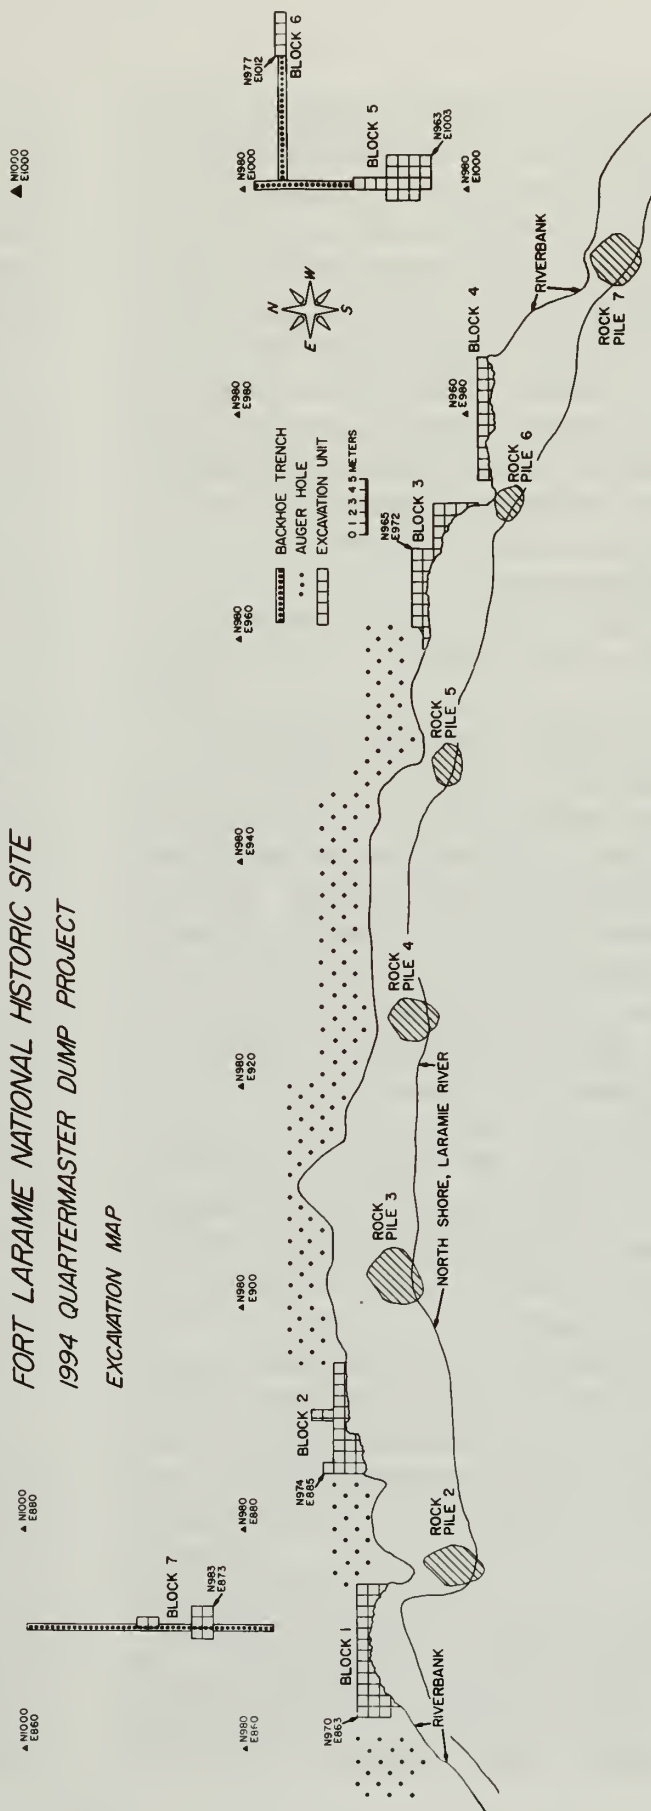 FORT LARAMIE NATIONAL HISTORIC SITE
1994 QUARTERMASTER DUMP PROJECT
EXCAVATION MAP
N1000
E860
N1000
E880
N1000
E1000
BLOCK 7
N983
E873
N980
E860
N980
E880
N980
E900
N980
E920
N980
E940
N980
E960
N980
E980
N980
E1000
N977
E1012
BLOCK 6
BLOCK 5
N963
E1003
N980
E1000
N
E
W
S
BACKHOE TRENCH
AUGER HOLE
EXCAVATION UNIT
0 1 2 3 4 5 METERS
N970
E863
BLOCK 1
N974
E885
BLOCK 2
N965
E972
BLOCK 3
N960
E980
BLOCK 4
RIVERBANK
ROCK
PILE 2
ROCK
PILE 3
ROCK
PILE 4
ROCK
PILE 5
ROCK
PILE 6
ROCK
PILE 7
RIVERBANK
NORTH SHORE, LARAMIE RIVER